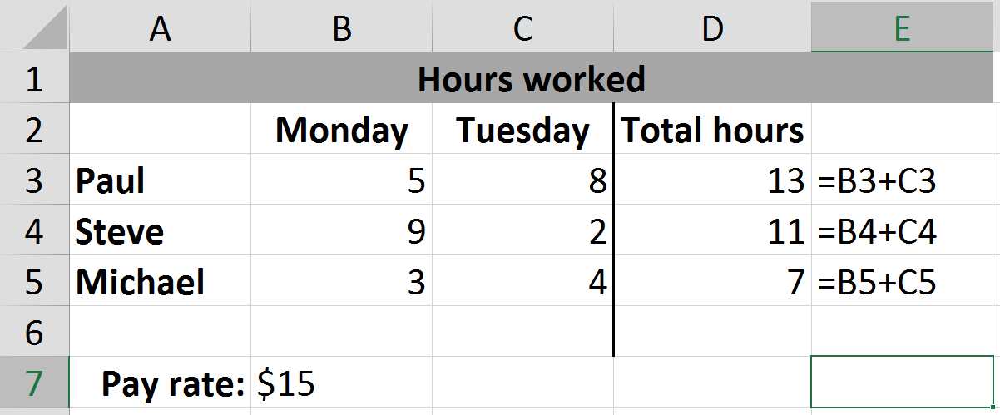 A B C D E
1 Hours worked
2 Monday Tuesday Total hours
3 Paul 5 8 13 =B3+C3
4 Steve 9 2 11 =B4+C4
5 Michael 3 4 7 =B5+C5
6
7 Pay rate: $15